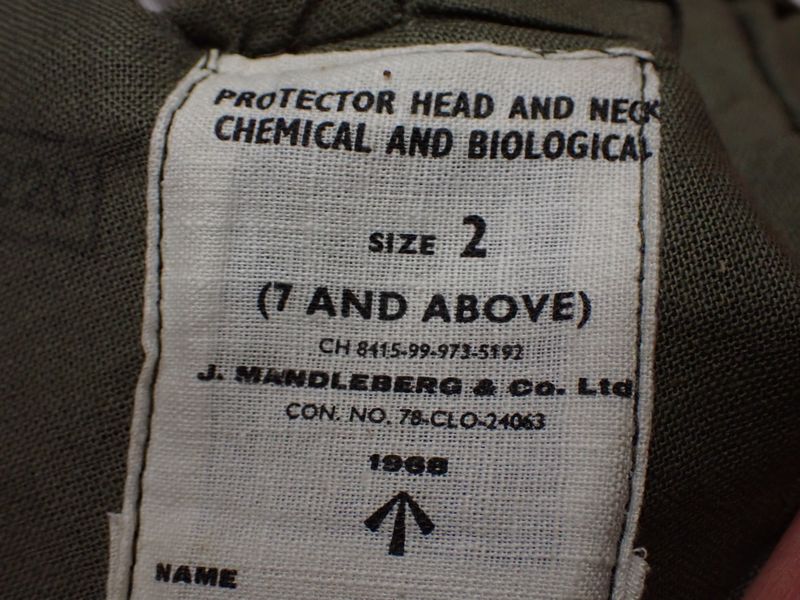 PROTECTOR HEAD AND NECK
CHEMICAL AND BIOLOGICAL
SIZE 2
(7 AND ABOVE)
CH 8415-99-973-5192
J. MANDLEBERG & Co. Ltd
CON. NO. 78-CLO-24063
1968
NAME